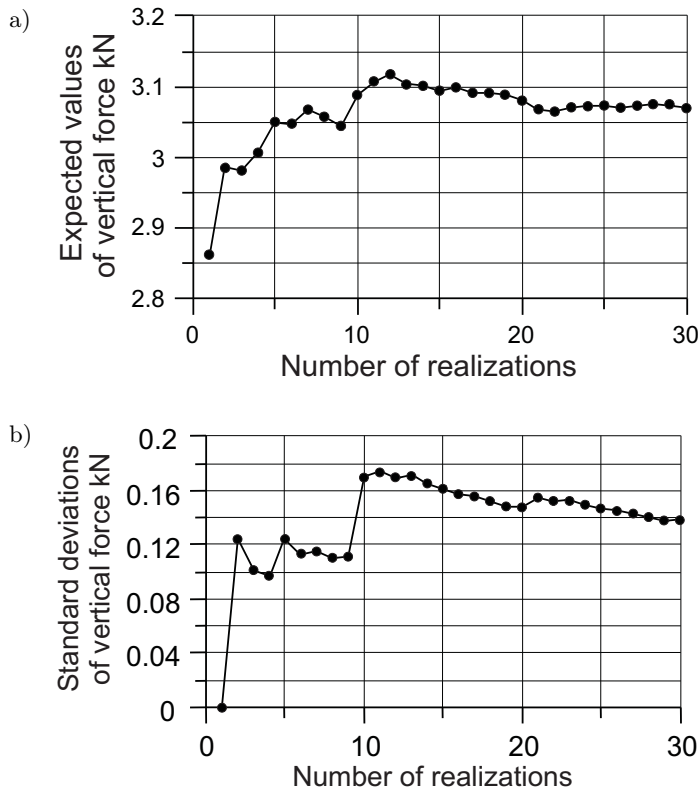 a)
Expected values
of vertical force kN
3.2
3.1
3
2.9
2.8
0
10
20
30
Number of realizations
b)
Standard deviations
of vertical force kN
0.2
0.16
0.12
0.08
0.04
0
0
10
20
30
Number of realizations